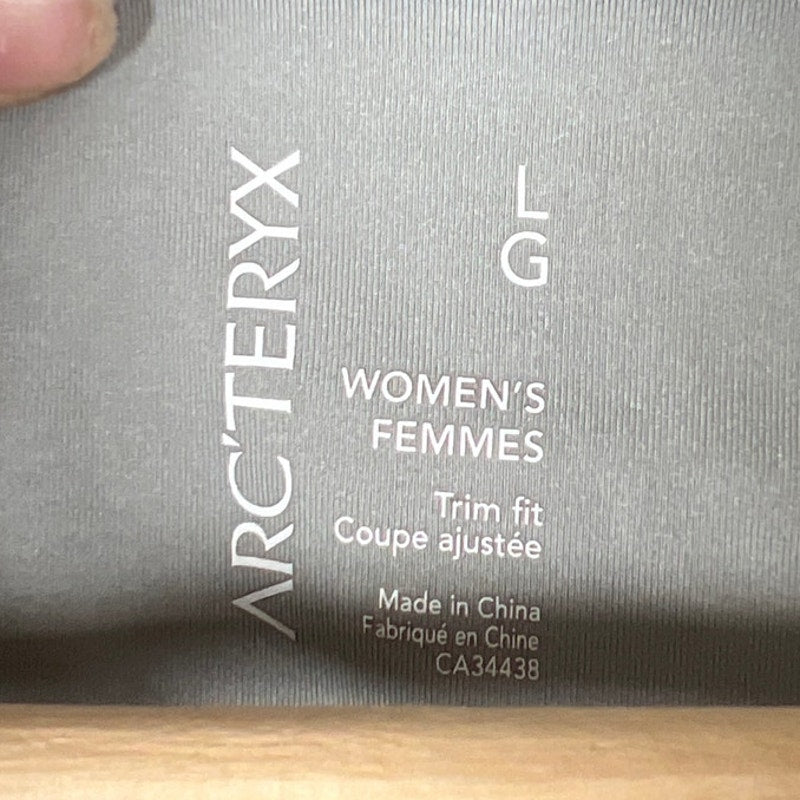 ARC'TERYX
L
G
WOMEN'S
FEMMES
Trim fit
Coupe ajustée
Made in China
Fabriqué en Chine
CA34438